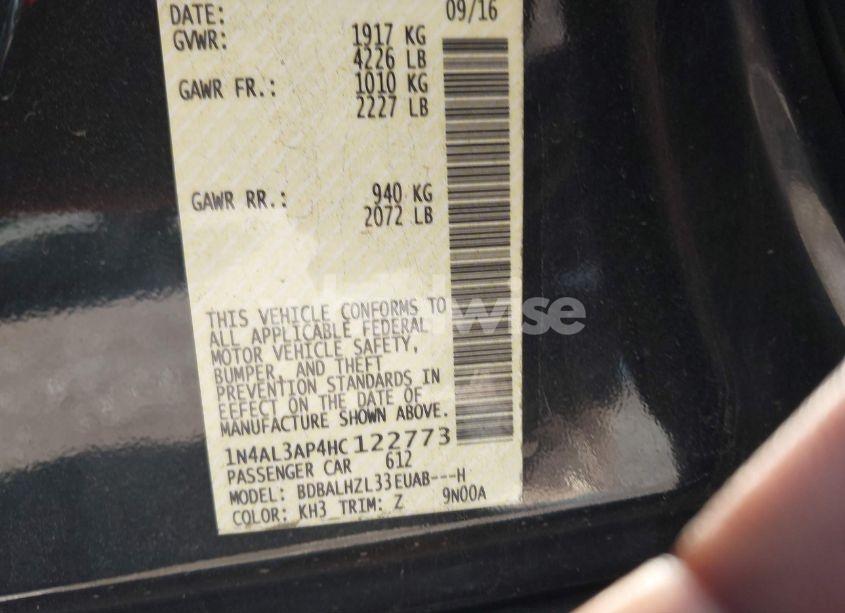 DATE: 09/16
GVWR: 1917 KG
4226 LB
GAWR FR.: 1010 KG
2227 LB
GAWR RR.: 940 KG
2072 LB
THIS VEHICLE CONFORMS TO
ALL APPLICABLE FEDERAL
MOTOR VEHICLE SAFETY,
BUMPER, AND THEFT
PREVENTION STANDARDS IN
EFFECT ON THE DATE OF
MANUFACTURE SHOWN ABOVE.
1N4AL3AP4HC122773
PASSENGER CAR 612
MODEL: BDBALHZL33EUAB---H
COLOR: KH3 TRIM: Z 9N00A